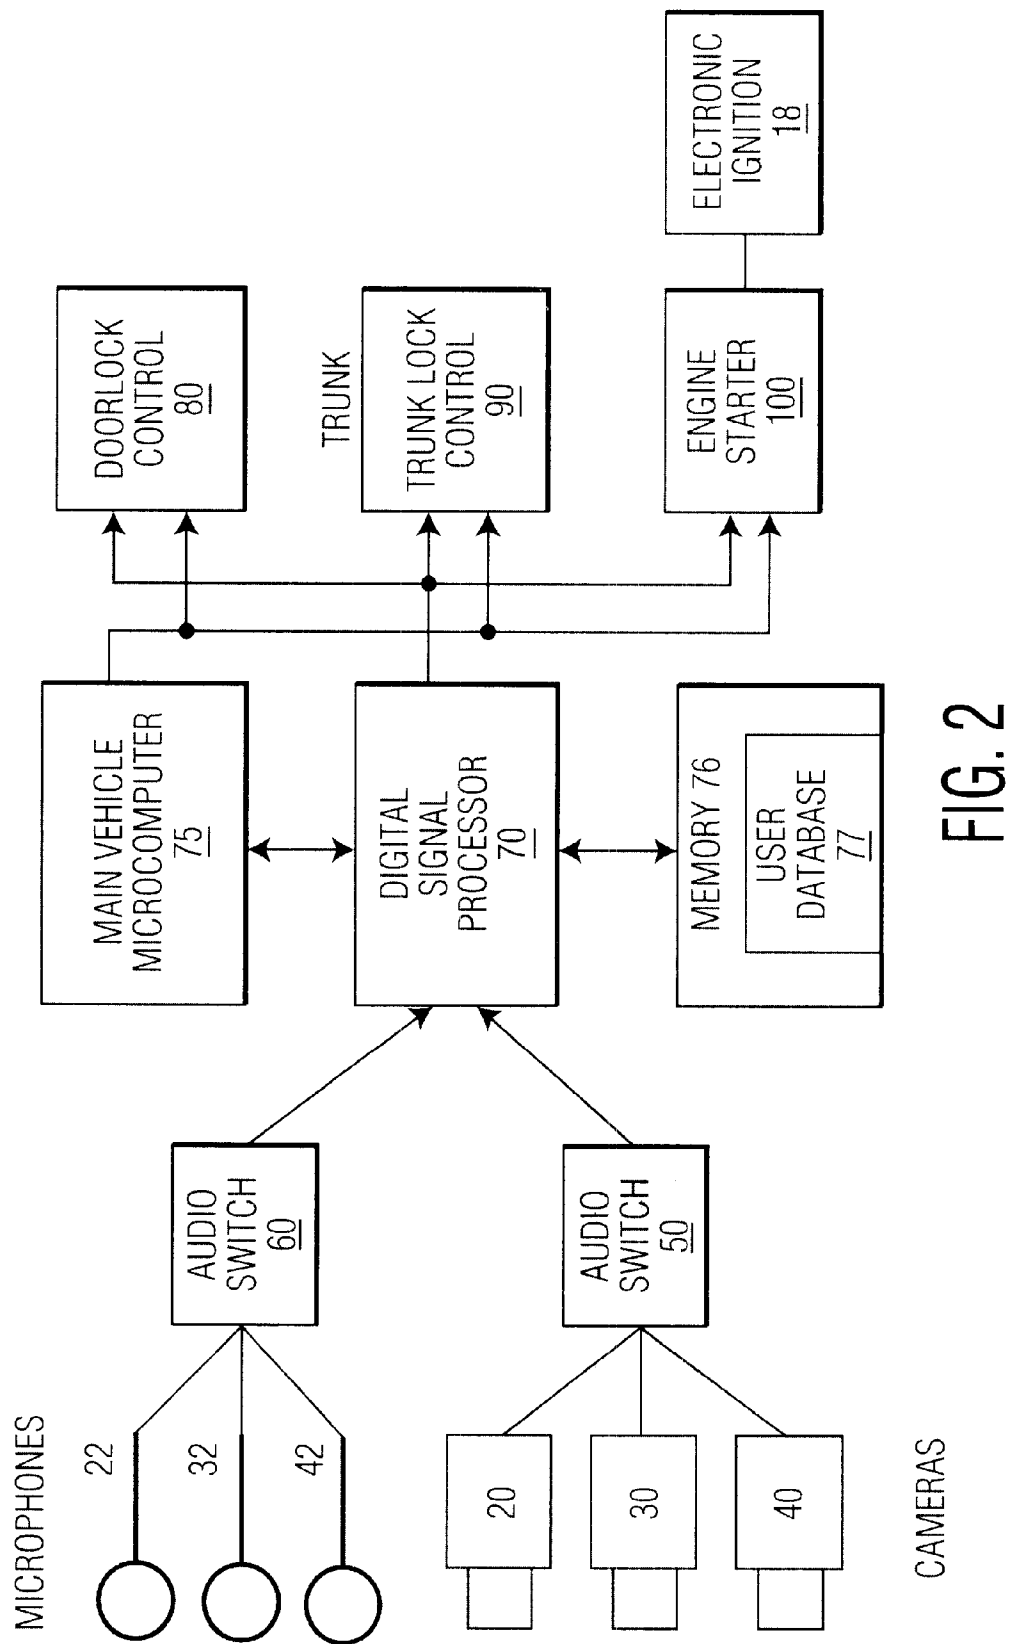 MICROPHONES
22
32
42
CAMERAS
20
30
40
AUDIO
SWITCH
60
AUDIO
SWITCH
50
MAIN VEHICLE
MICROCOMPUTER
75
DIGITAL
SIGNAL
PROCESSOR
70
MEMORY 76
USER
DATABASE
77
DOORLOCK
CONTROL
80
TRUNK
TRUNK LOCK
CONTROL
90
ENGINE
STARTER
100
ELECTRONIC
IGNITION
18
FIG. 2